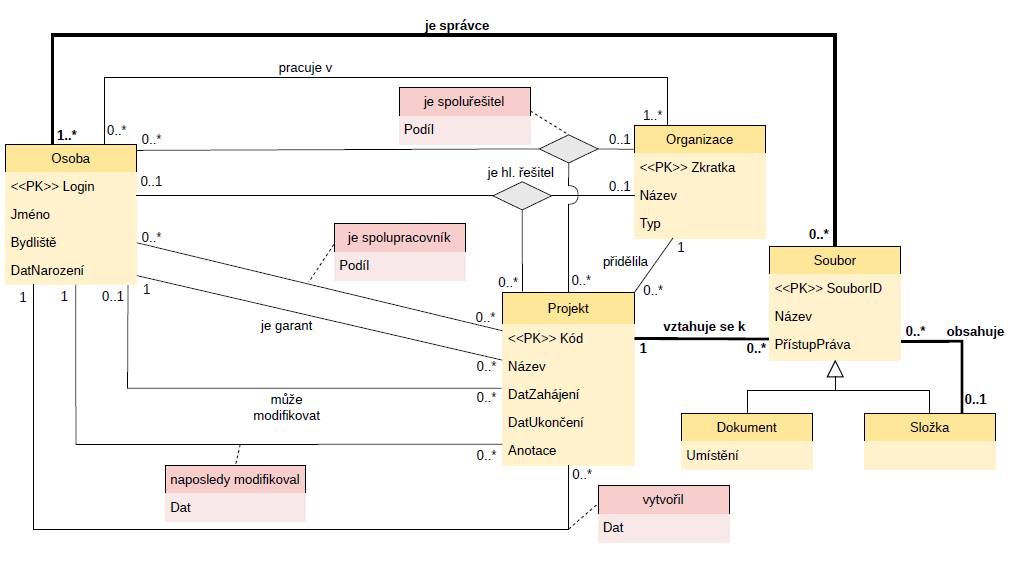 je správce
pracuje v
je spoluřešitel
Podíl
1..*
0..*
0..*
0..1
1..*
Organizace
<<PK>> Zkratka
Název
Typ
Osoba
<<PK>> Login
Jméno
Bydliště
DatNarození
0..1
je hl. řešitel
0..1
0..*
je spolupracovník
Podíl
0..*
0..*
přidělila
1
0..*
0..*
Soubor
<<PK>> SouborID
Název
PřístupPráva
1
1
0..1
1
je garant
0..*
0..*
Projekt
<<PK>> Kód
Název
DatZahájení
DatUkončení
Anotace
vztahuje se k
1
0..*
0..*
obsahuje
0..1
může
modifikovat
0..*
0..*
Dokument
Umístění
Složka
naposledy modifikoval
Dat
0..*
vytvořil
Dat